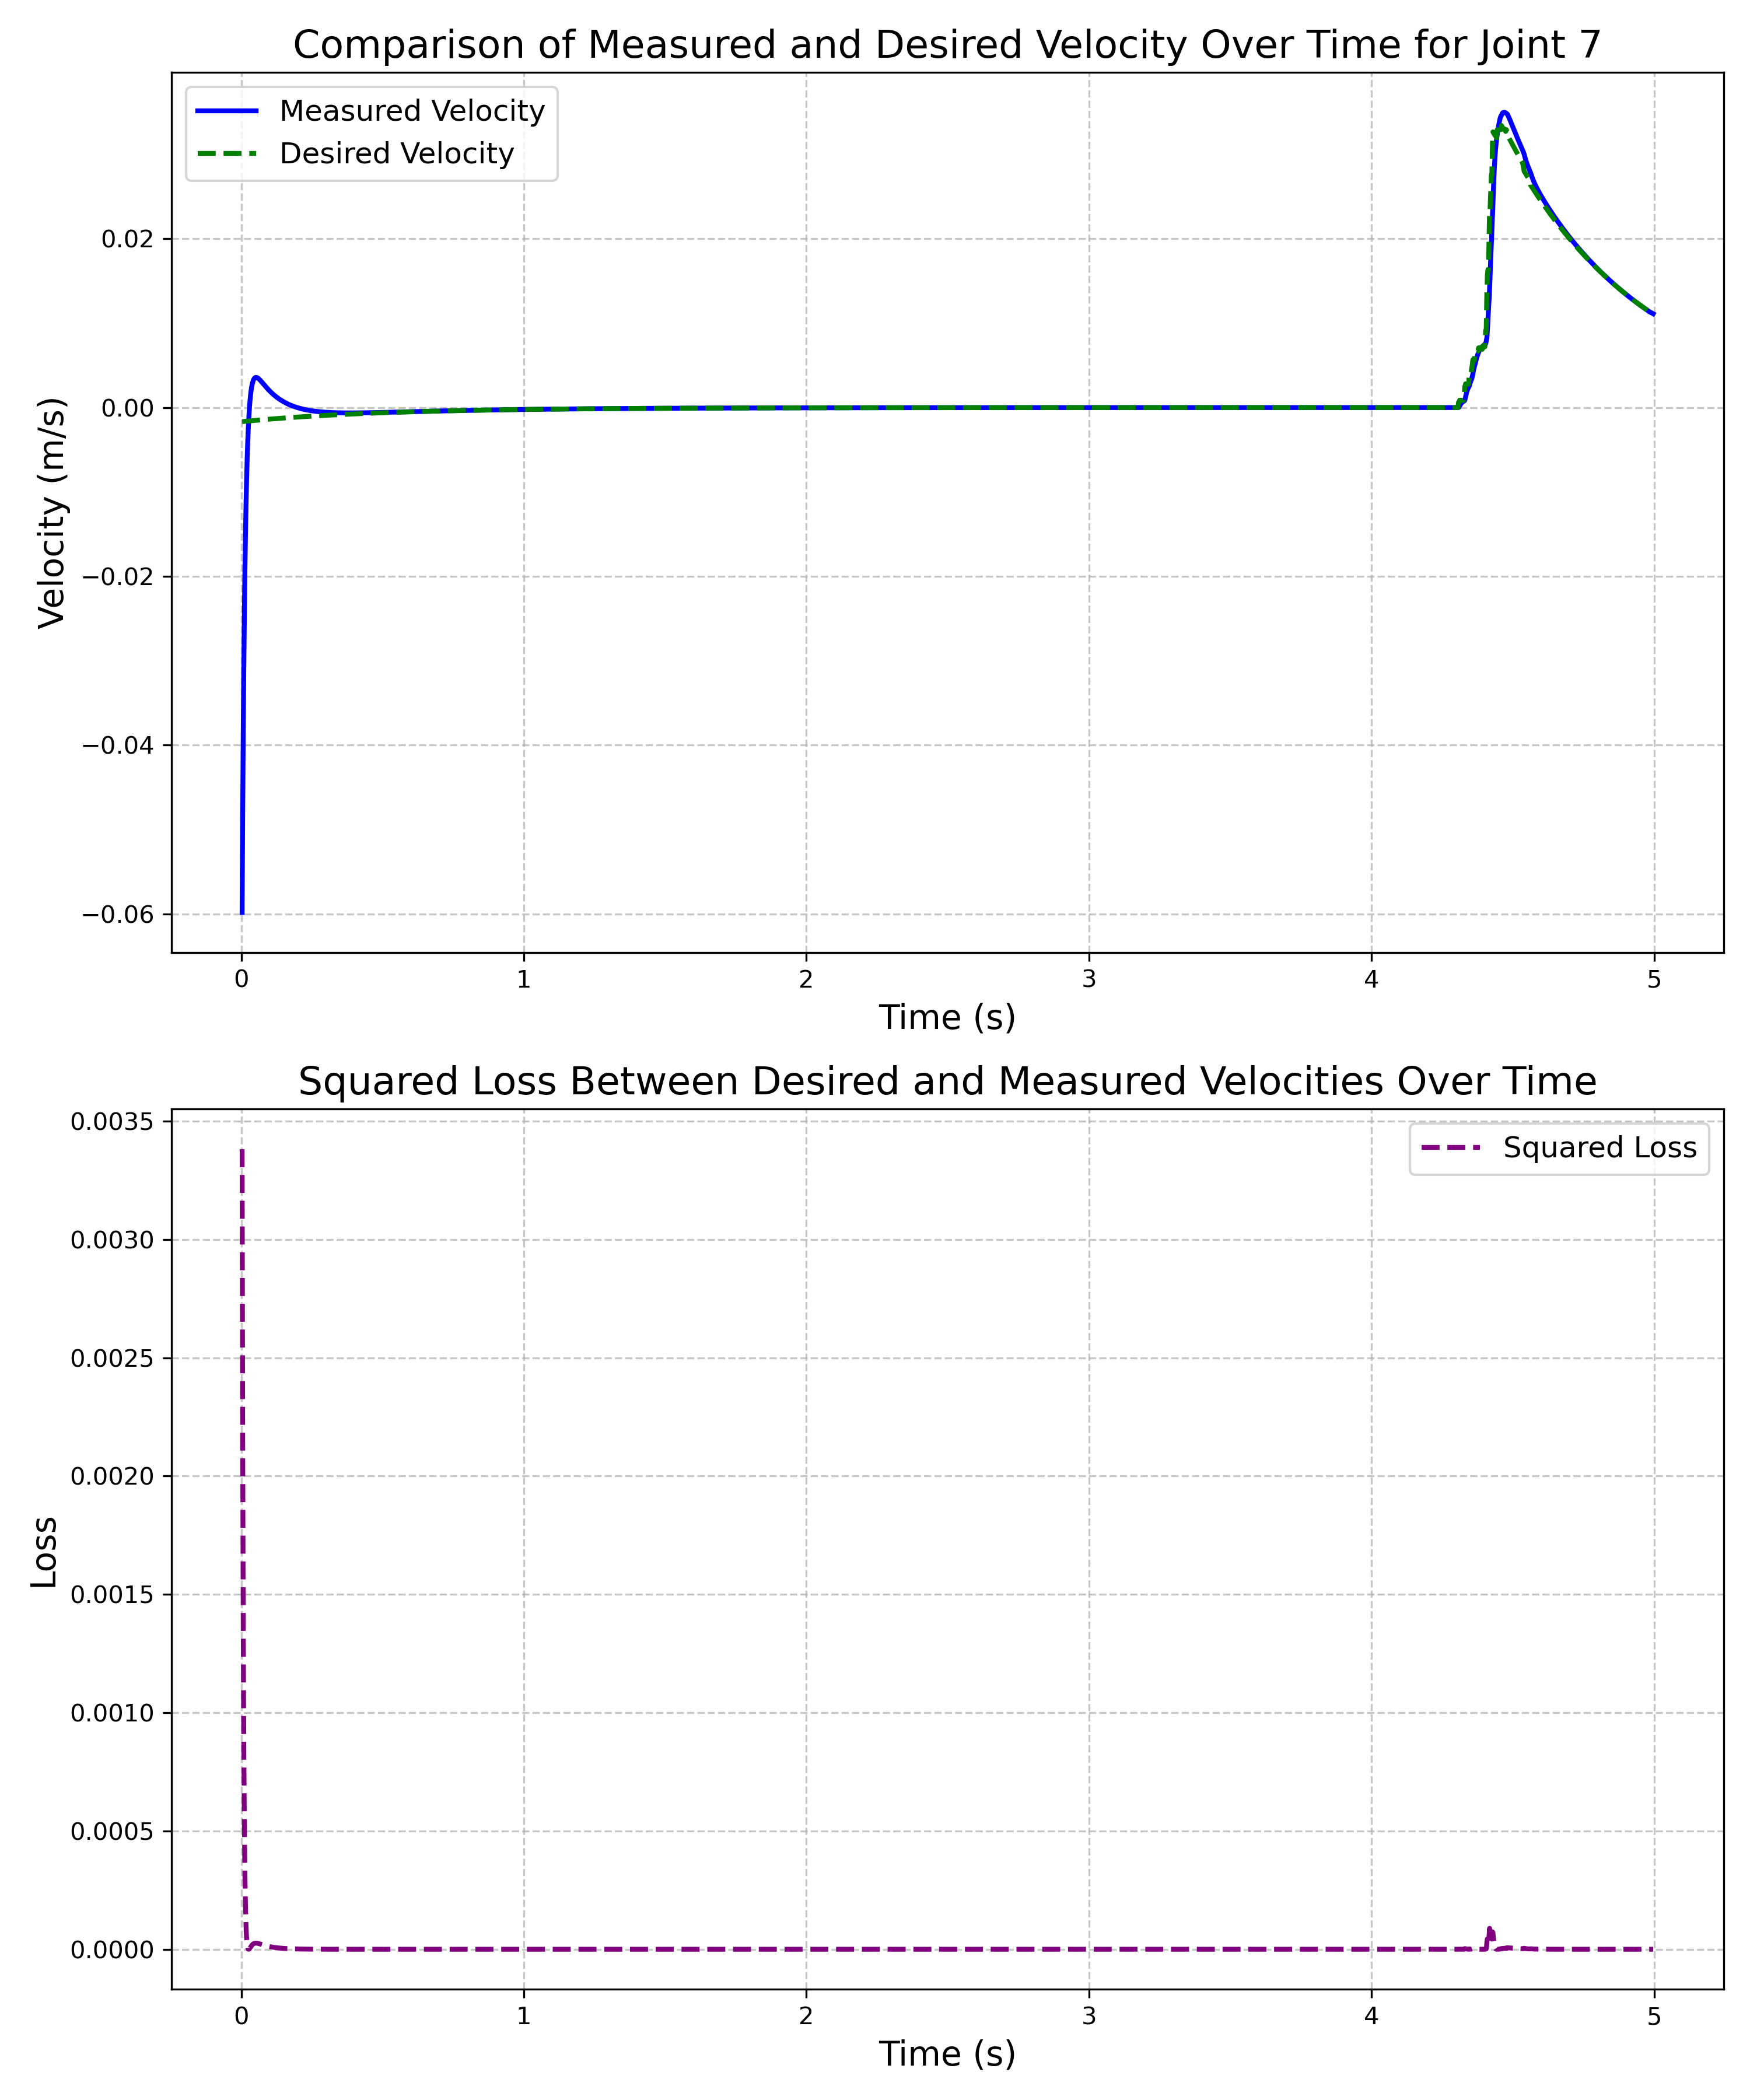 Comparison of Measured and Desired Velocity Over Time for Joint 7
Measured Velocity
Desired Velocity
Velocity (m/s)
0.02
0.00
−0.02
−0.04
−0.06
0 1 2 3 4 5
Time (s)
Squared Loss Between Desired and Measured Velocities Over Time
Squared Loss
Loss
0.0035
0.0030
0.0025
0.0020
0.0015
0.0010
0.0005
0.0000
0 1 2 3 4 5
Time (s)